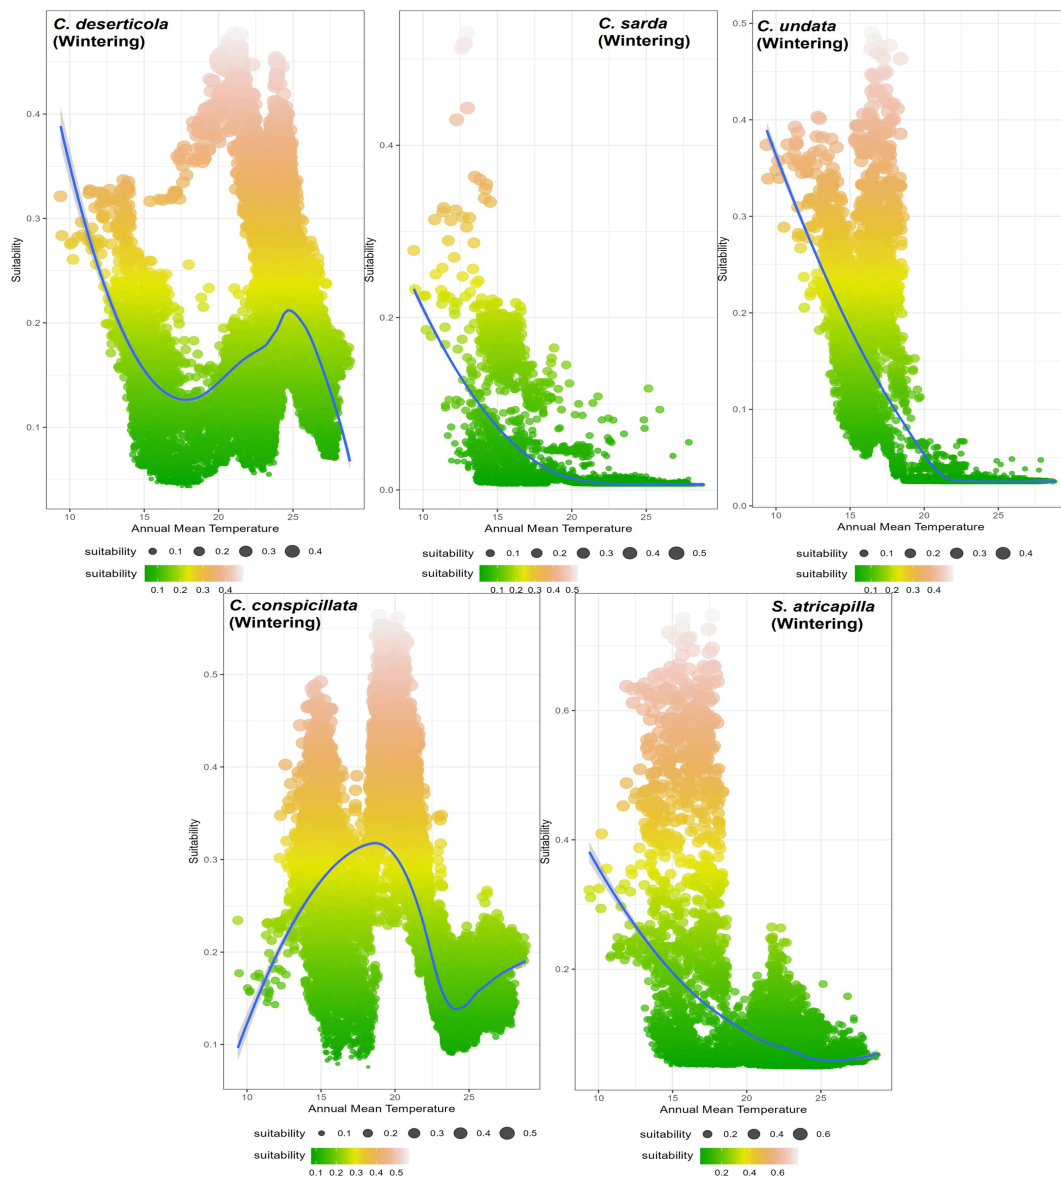 C. deserticola
(Wintering)
0.4
0.3
0.2
0.1
Suitability
10
15
20
25
Annual Mean Temperature
suitability 0.1 0.2 0.3 0.4
suitability
0.1 0.2 0.3 0.4
C. sarda
(Wintering)
0.4
0.2
0.0
Suitability
10
15
20
25
Annual Mean Temperature
suitability 0.1 0.2 0.3 0.4 0.5
suitability
0.1 0.2 0.3 0.4 0.5
C. undata
(Wintering)
0.5
0.4
0.3
0.2
0.1
0.0
Suitability
10
15
20
25
Annual Mean Temperature
suitability 0.1 0.2 0.3 0.4
suitability
0.1 0.2 0.3 0.4
C. conspicillata
(Wintering)
0.5
0.4
0.3
0.2
0.1
Suitability
10
15
20
25
Annual Mean Temperature
suitability 0.1 0.2 0.3 0.4 0.5
suitability
0.1 0.2 0.3 0.4 0.5
S. atricapilla
(Wintering)
0.6
0.4
0.2
Suitability
10
15
20
25
Annual Mean Temperature
suitability 0.2 0.4 0.6
suitability
0.2 0.4 0.6